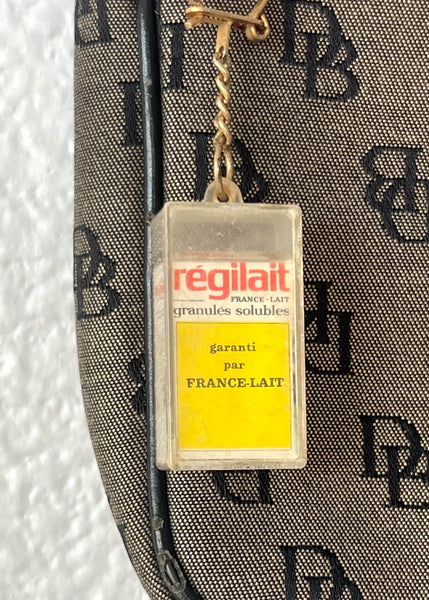 régilait
FRANCE-LAIT
granulés solubles
garanti
par
FRANCE-LAIT